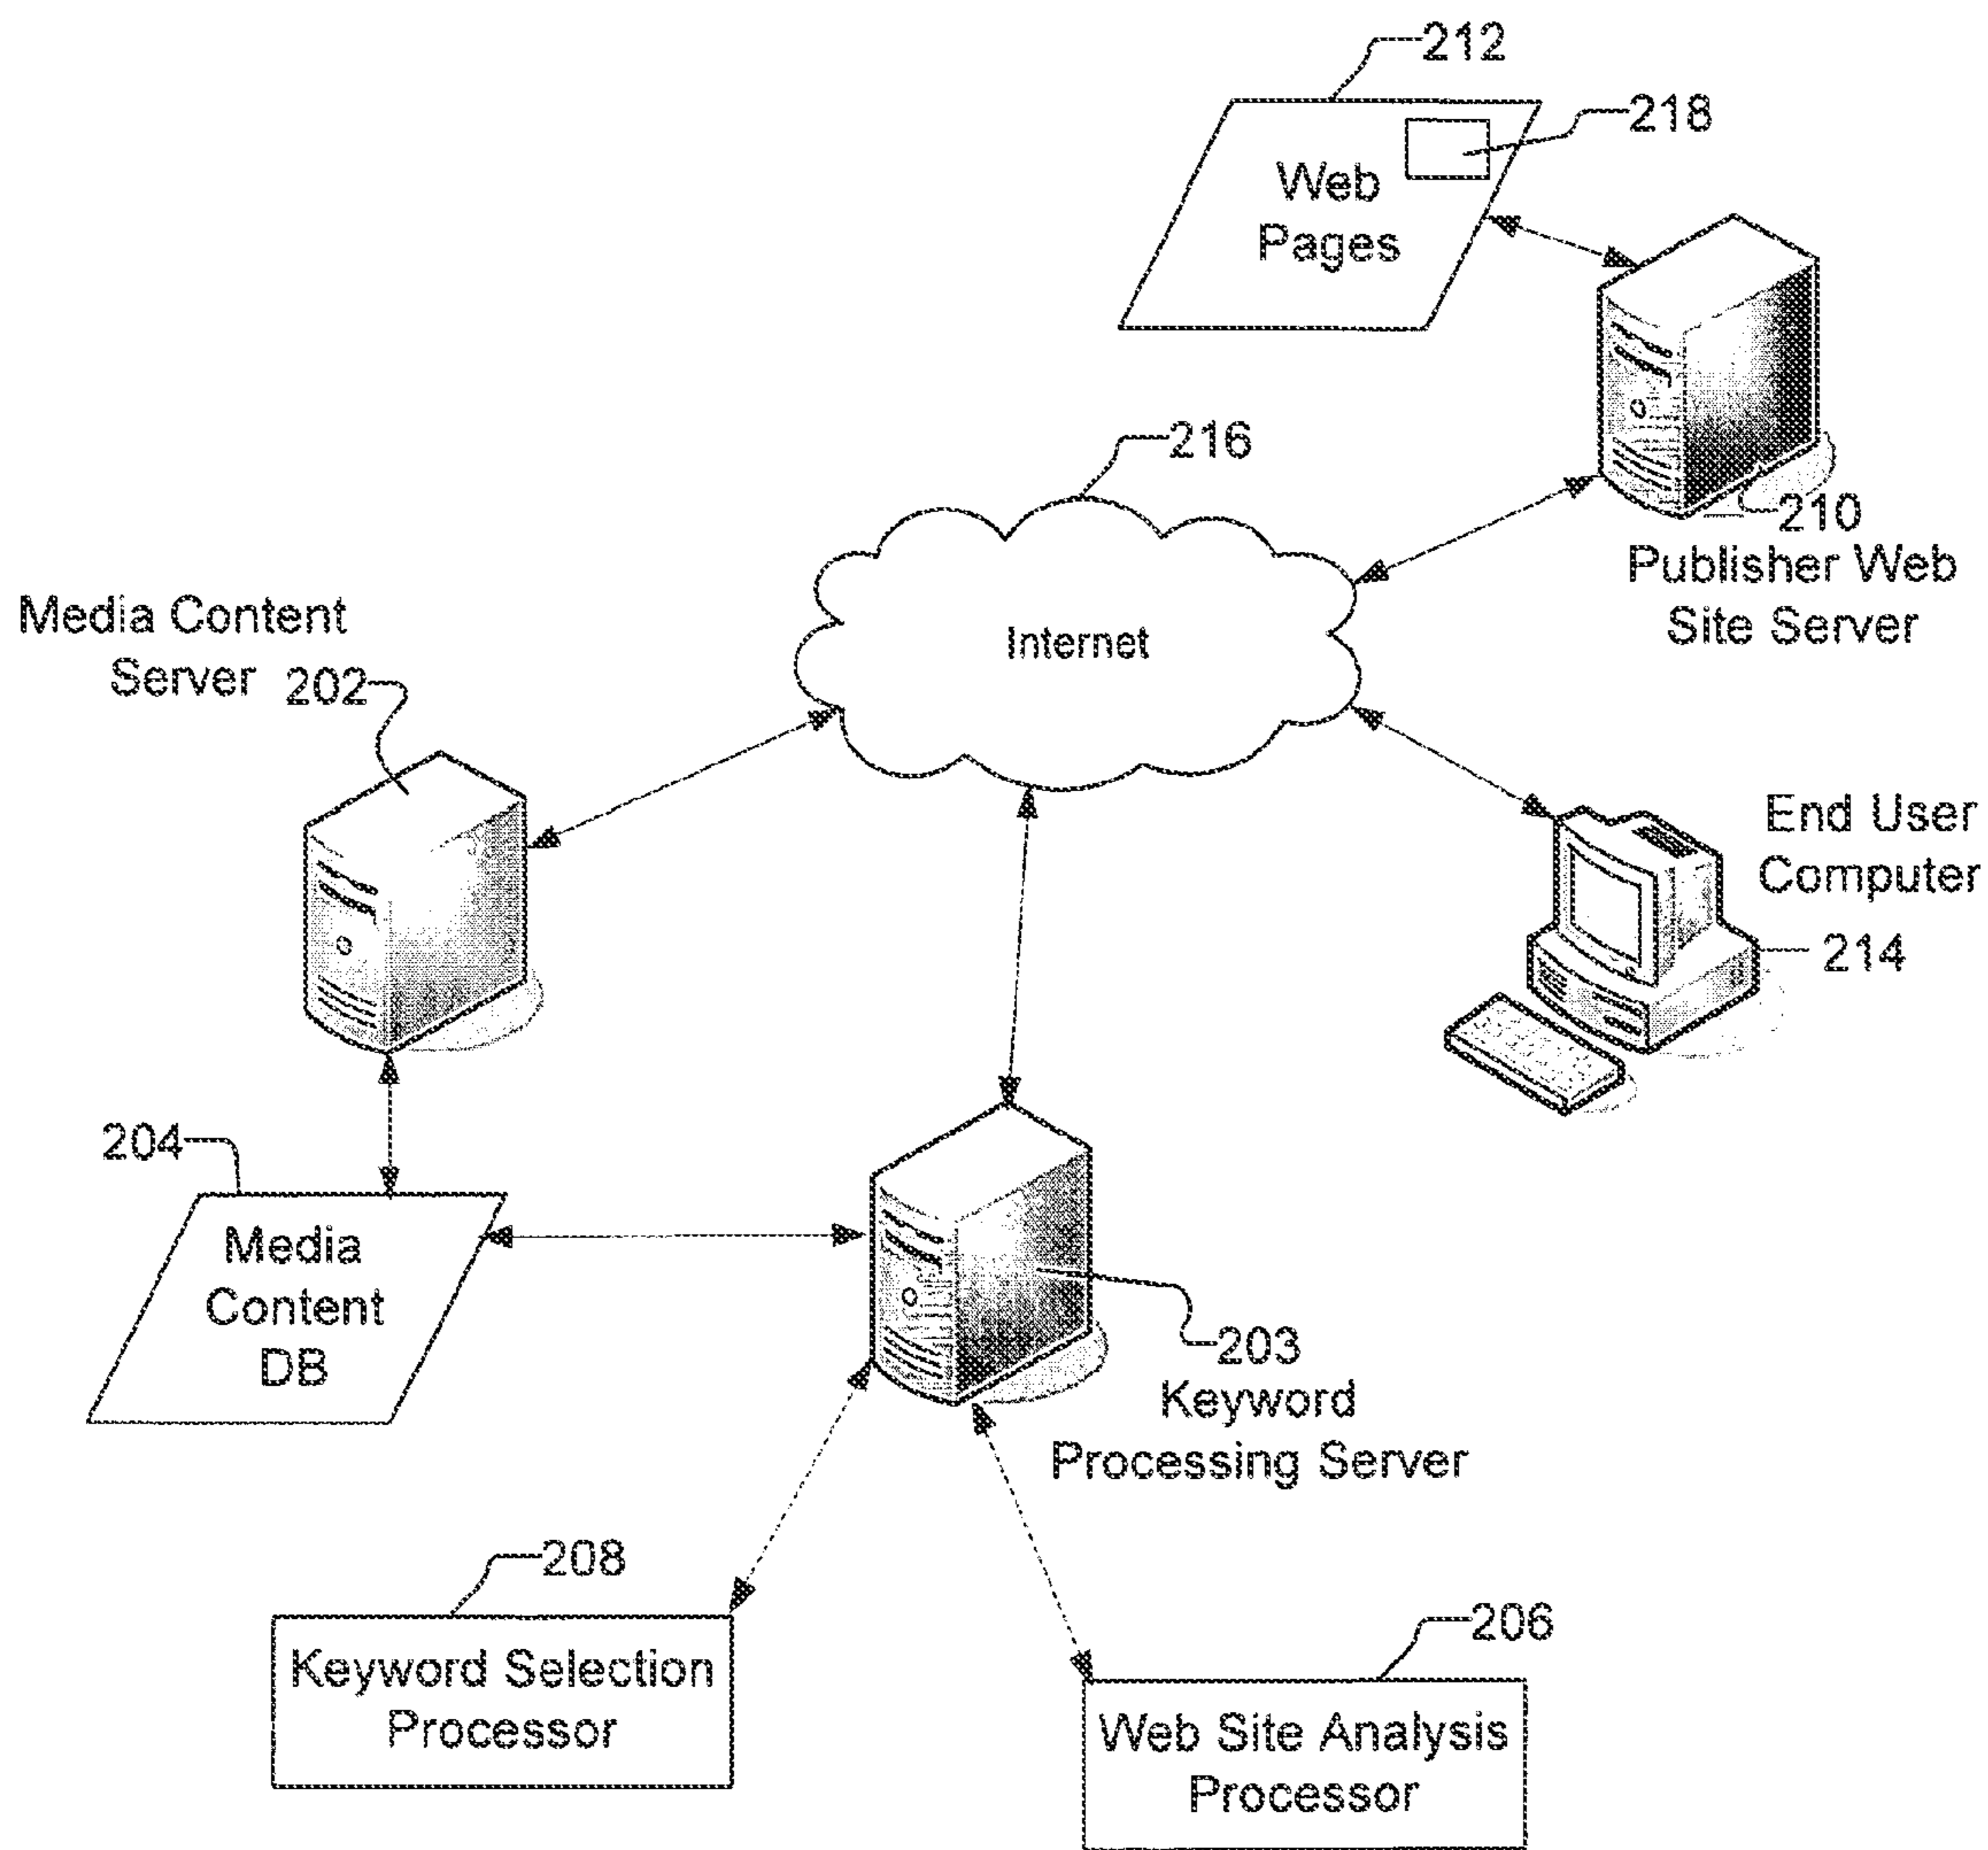 212
218
Web
Pages
216
210
Publisher Web
Site Server
Internet
Media Content
Server 202
End User
Computer
214
204
Media
Content
DB
203
Keyword
Processing Server
208
Keyword Selection
Processor
206
Web Site Analysis
Processor